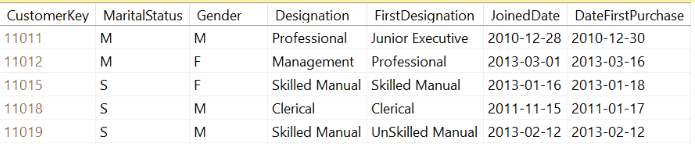 CustomerKey MaritalStatus Gender Designation FirstDesignation JoinedDate DateFirstPurchase
11011 M M Professional Junior Executive 2010-12-28 2010-12-30
11012 M F Management Professional 2013-03-01 2013-03-16
11015 S F Skilled Manual Skilled Manual 2013-01-16 2013-01-18
11018 S M Clerical Clerical 2011-11-15 2011-01-17
11019 S M Skilled Manual UnSkilled Manual 2013-02-12 2013-02-12